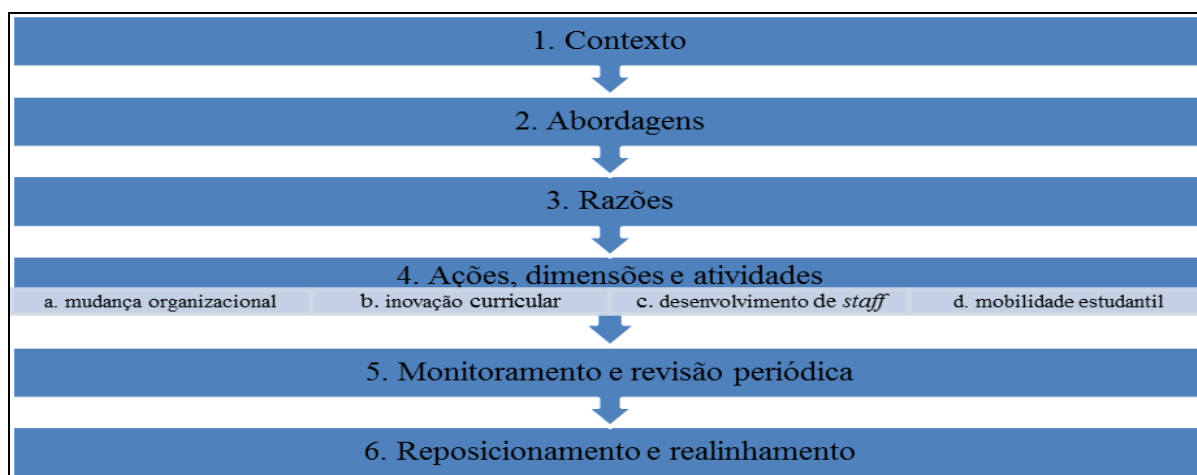 1. Contexto
2. Abordagens
3. Razões
4. Ações, dimensões e atividades
a. mudança organizacional b. inovação curricular c. desenvolvimento de staff d. mobilidade estudantil
5. Monitoramento e revisão periódica
6. Reposicionamento e realinhamento